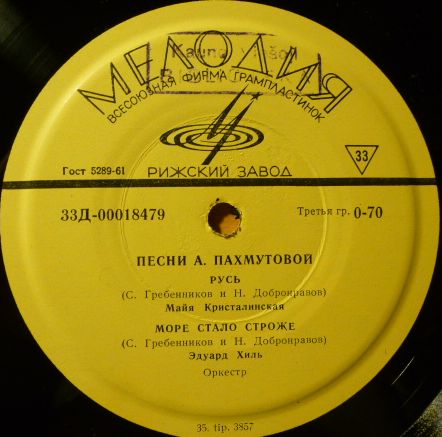 МЕЛОДИЯ
ВСЕСОЮЗНАЯ ФИРМА ГРАМПЛАСТИНОК
Гост 5289-61
РИЖСКИЙ ЗАВОД
33
33Д-00018479
Третья гр. 0-70
ПЕСНИ А. ПАХМУТОВОЙ
РУСЬ
(С. Гребенников и Н. Добронравов)
Майя Кристалинская
МОРЕ СТАЛО СТРОЖЕ
(С. Гребенников и Н. Добронравов)
Эдуард Хиль
Оркестр
35. tip. 3857